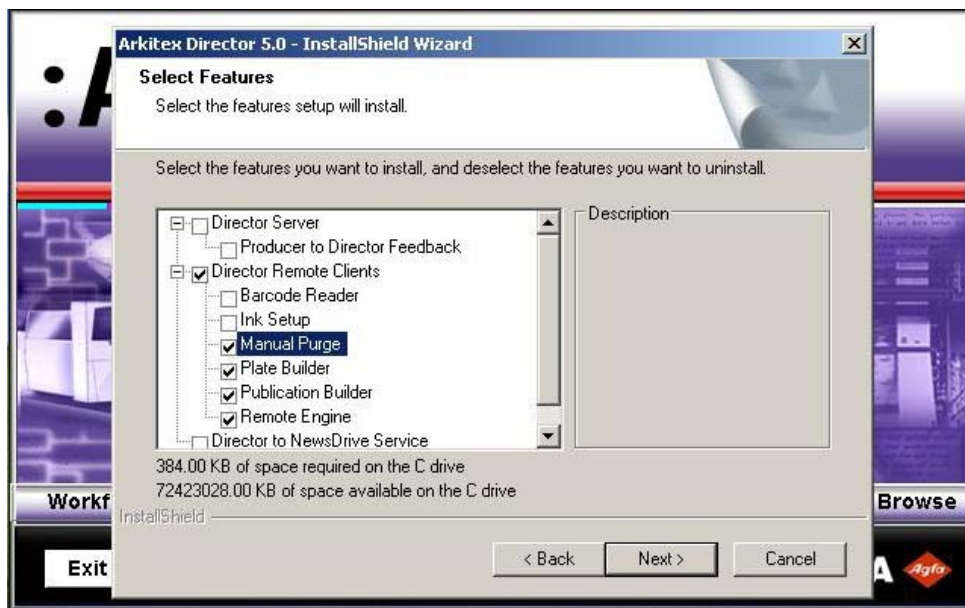 Arkitex Director 5.0 - InstallShield Wizard
Select Features
Select the features setup will install.
Select the features you want to install, and deselect the features you want to uninstall.
Director Server
Producer to Director Feedback
Director Remote Clients
Barcode Reader
Ink Setup
Manual Purge
Plate Builder
Publication Builder
Remote Engine
Director to NewsDrive Service
Description
384.00 KB of space required on the C drive
72423028.00 KB of space available on the C drive
InstallShield
< Back
Next >
Cancel
:A
Workf
Browse
Exit
A
Agfa